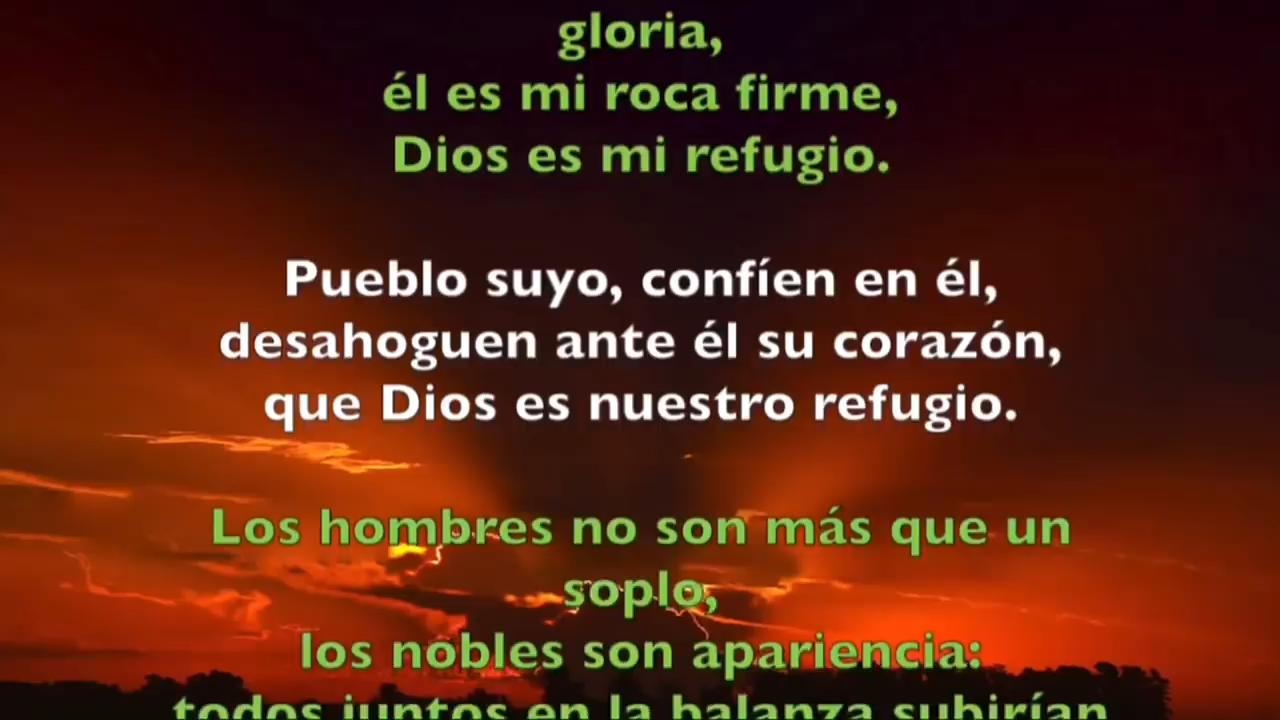 gloria,
él es mi roca firme,
Dios es mi refugio.
Pueblo suyo, confíen en él,
desahoguen ante él su corazón,
que Dios es nuestro refugio.
Los hombres no son más que un
soplo,
los nobles son apariencia:
todos juntos en la balanza subirían